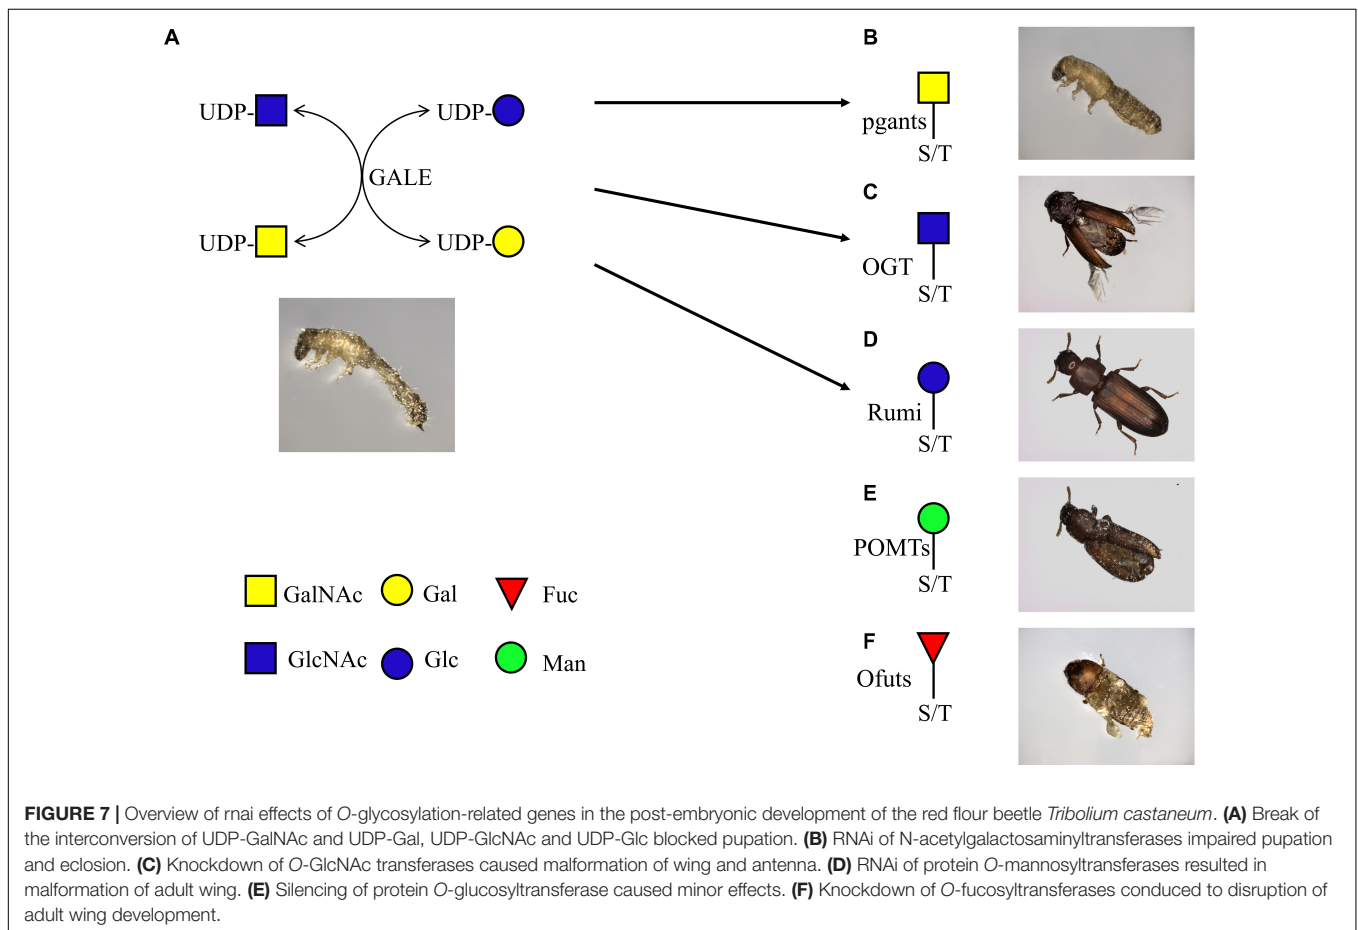 A
UDP-
UDP-
GALE
UDP-
UDP-
B
pgants
S/T
C
OGT
S/T
D
Rumi
S/T
E
POMTs
S/T
F
Ofuts
S/T
GalNAc
Gal
Fuc
GlcNAc
Glc
Man
FIGURE 7 | Overview of rnai effects of O-glycosylation-related genes in the post-embryonic development of the red flour beetle Tribolium castaneum. (A) Break of
the interconversion of UDP-GalNAc and UDP-Gal, UDP-GlcNAc and UDP-Glc blocked pupation. (B) RNAi of N-acetylgalactosaminyltransferases impaired pupation
and eclosion. (C) Knockdown of O-GlcNAc transferases caused malformation of wing and antenna. (D) RNAi of protein O-mannosyltransferases resulted in
malformation of adult wing. (E) Silencing of protein O-glucosyltransferase caused minor effects. (F) Knockdown of O-fucosyltransferases conduced to disruption of
adult wing development.